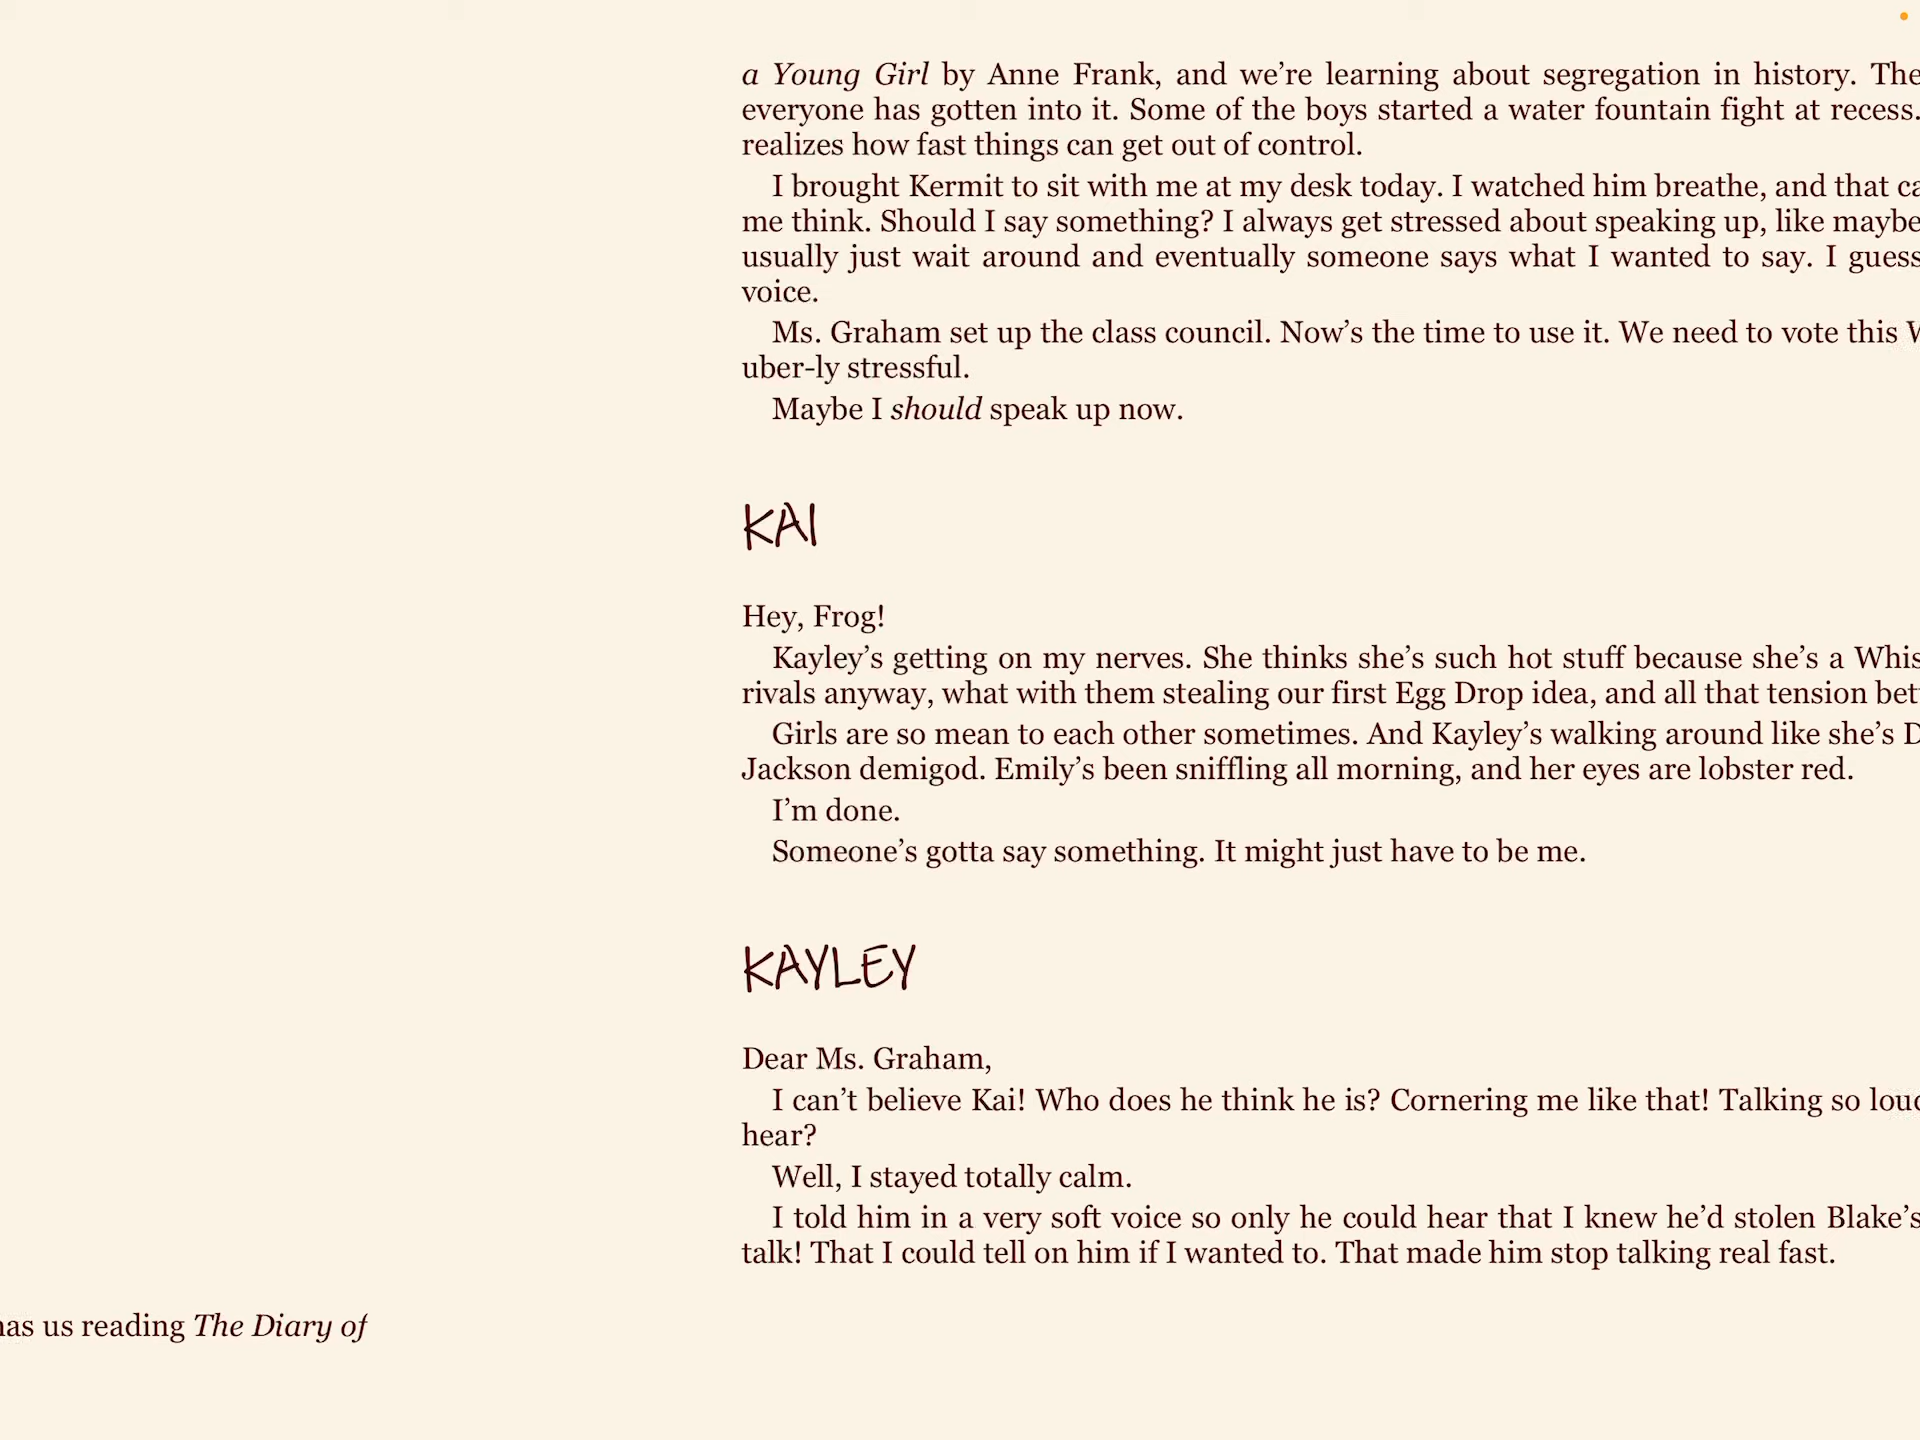 has us reading The Diary of
a Young Girl by Anne Frank, and we’re learning about segregation in history. The
everyone has gotten into it. Some of the boys started a water fountain fight at recess.
realizes how fast things can get out of control.
I brought Kermit to sit with me at my desk today. I watched him breathe, and that ca
me think. Should I say something? I always get stressed about speaking up, like maybe
usually just wait around and eventually someone says what I wanted to say. I guess
voice.
Ms. Graham set up the class council. Now’s the time to use it. We need to vote this W
uber-ly stressful.
Maybe I should speak up now.
KAI
Hey, Frog!
Kayley’s getting on my nerves. She thinks she’s such hot stuff because she’s a Whis
rivals anyway, what with them stealing our first Egg Drop idea, and all that tension bet
Girls are so mean to each other sometimes. And Kayley’s walking around like she’s D
Jackson demigod. Emily’s been sniffling all morning, and her eyes are lobster red.
I’m done.
Someone’s gotta say something. It might just have to be me.
KAYLEY
Dear Ms. Graham,
I can’t believe Kai! Who does he think he is? Cornering me like that! Talking so loud
hear?
Well, I stayed totally calm.
I told him in a very soft voice so only he could hear that I knew he’d stolen Blake’s
talk! That I could tell on him if I wanted to. That made him stop talking real fast.